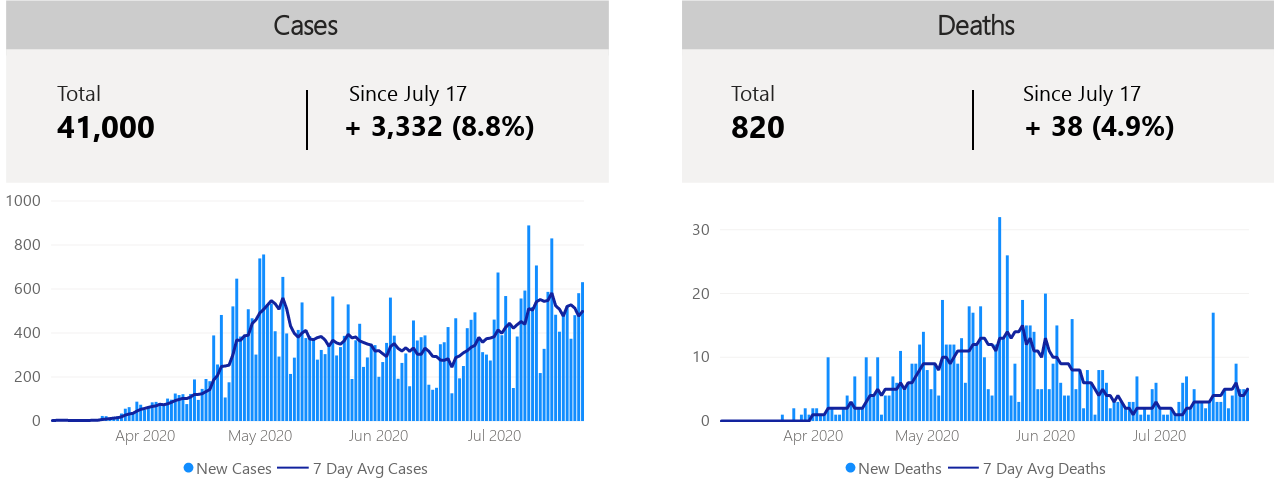 Cases
Total
41,000
Since July 17
+ 3,332 (8.8%)
1000
800
600
400
200
0
Apr 2020 May 2020 Jun 2020 Jul 2020
New Cases 7 Day Avg Cases
Deaths
Total
820
Since July 17
+ 38 (4.9%)
30
20
10
0
Apr 2020 May 2020 Jun 2020 Jul 2020
New Deaths 7 Day Avg Deaths